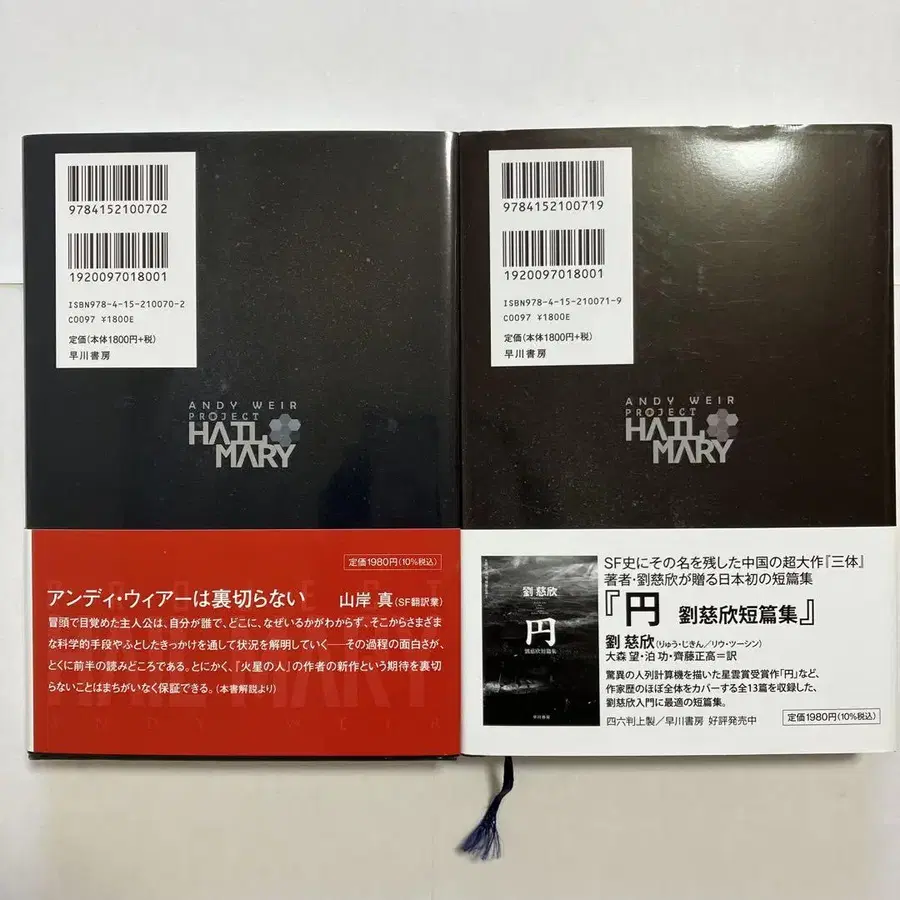 9784152100702
1920097018001
ISBN978-4-15-210070-2
C0097 ¥1800E
定価(本体1800円+税)
早川書房
ANDY WEIR
PROJECT
HAIL
MARY
定価1980円(10%税込)
アンディ・ウィアーは裏切らない 山岸 真(SF翻訳業)
冒頭で目覚めた主人公は、自分が誰で、どこに、なぜいるかがわからず、そこからさまざま
な科学的手段やふとしたきっかけを通して状況を解明していく──その過程の面白さが、
とくに前半の読みどころである。とにかく、『火星の人』の作者の新作という期待を裏切
らないことはまちがいなく保証できる。(本書解説より)
ANDY WEIR
9784152100719
1920097018001
ISBN978-4-15-210071-9
C0097 ¥1800E
定価(本体1800円+税)
早川書房
ANDY WEIR
PROJECT
HAIL
MARY
劉慈欣
円
劉慈欣短篇集
早川書房
SF史にその名を残した中国の超大作『三体』
著者・劉慈欣が贈る日本初の短篇集
『円 劉慈欣短篇集』
劉 慈欣(りゅう・じきん/リウ・ツーシン)
大森 望・泊 功・齊藤正高=訳
驚異の人列計算機を描いた星雲賞受賞作「円」など、
作家歴のほぼ全体をカバーする全13篇を収録した、
劉慈欣入門に最適の短篇集。
四六判上製/早川書房 好評発売中
定価1980円(10%税込)